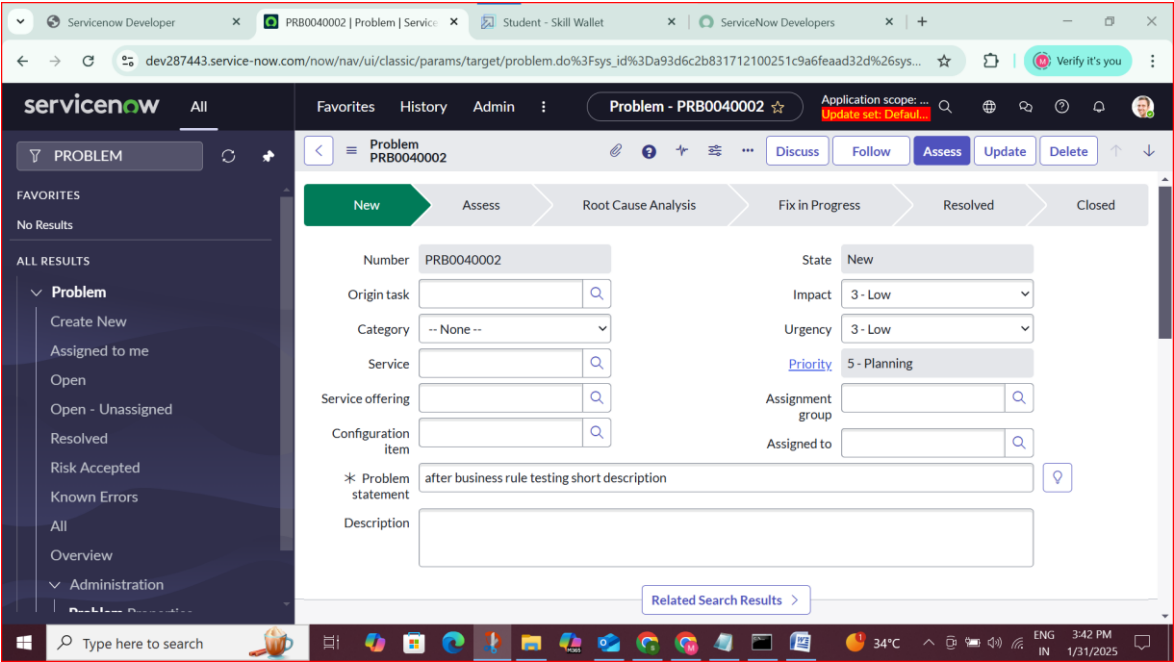 Servicenow Developer
PRB0040002 | Problem | Service
Student - Skill Wallet
ServiceNow Developers
dev287443.service-now.com/now/nav/ui/classic/params/target/problem.do%3Fsys_id%3Da93d6c2b831712100251c9a6feaad32d%26sys...
Verify it's you
servicenow
All
Favorites
History
Admin
Problem - PRB0040002
Application scope: ...
Update set: Defaul...
PROBLEM
FAVORITES
No Results
ALL RESULTS
Problem
Create New
Assigned to me
Open
Open - Unassigned
Resolved
Risk Accepted
Known Errors
All
Overview
Administration
Problem Properties
Problem
PRB0040002
Discuss
Follow
Assess
Update
Delete
New
Assess
Root Cause Analysis
Fix in Progress
Resolved
Closed
Number
PRB0040002
Origin task
Category
-- None --
Service
Service offering
Configuration
item
State
New
Impact
3 - Low
Urgency
3 - Low
Priority
5 - Planning
Assignment
group
Assigned to
Problem
statement
after business rule testing short description
Description
Related Search Results
Type here to search
34°C
ENG
IN
3:42 PM
1/31/2025